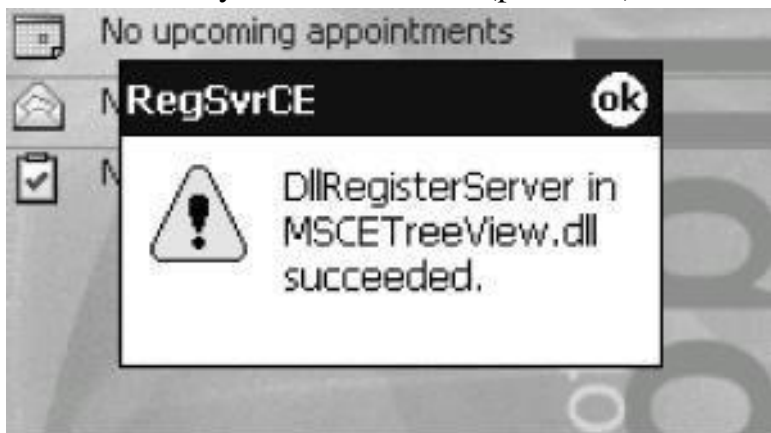 No upcoming appointments
N
RegSvrCE
ok
N
DllRegisterServer in
MSCETreeView.dll
succeeded.